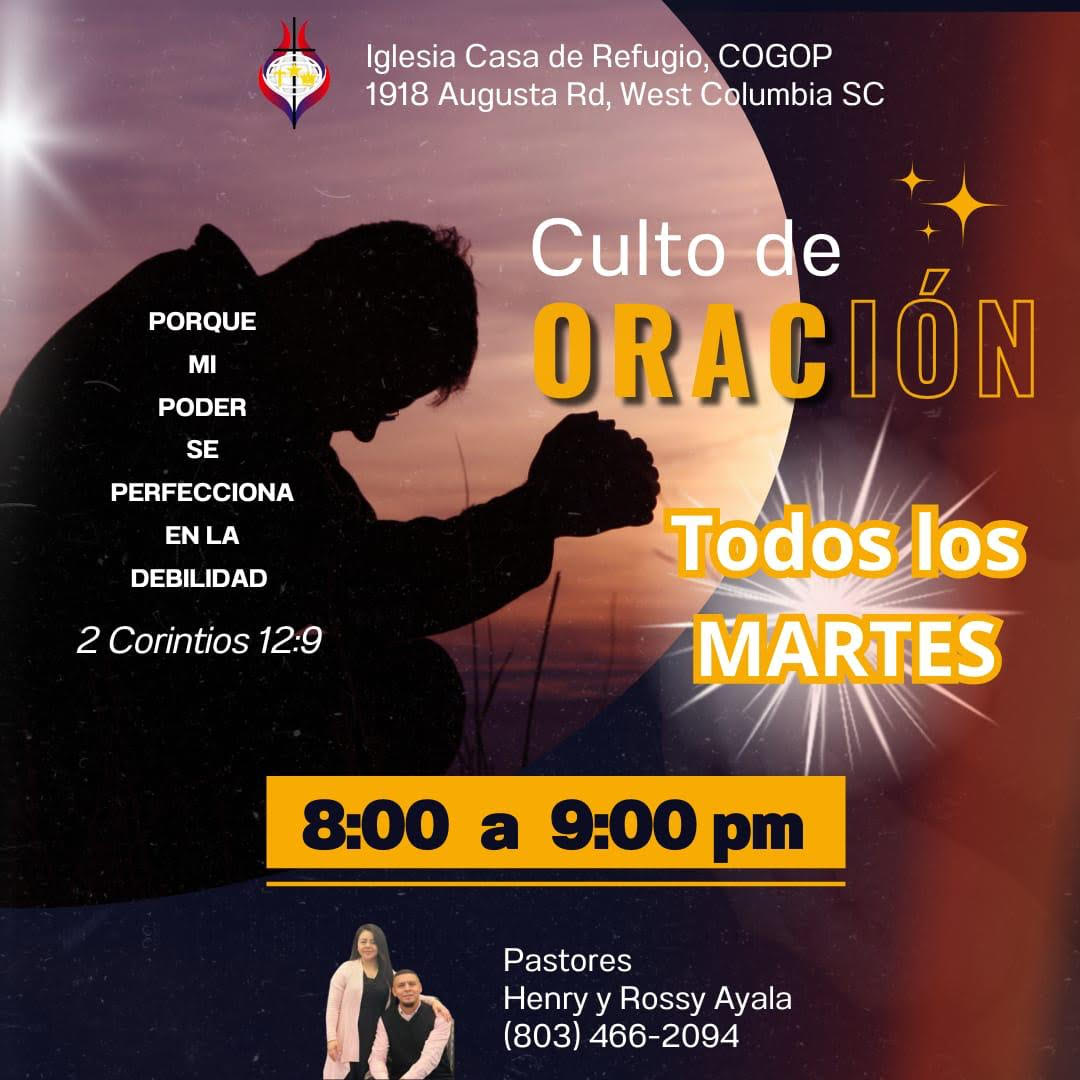 Iglesia Casa de Refugio, COGOP
1918 Augusta Rd, West Columbia SC
Culto de
ORACIÓN
PORQUE
MI
PODER
SE
PERFECCIONA
EN LA
DEBILIDAD
2 Corintios 12:9
Todos los
MARTES
8:00 a 9:00 pm
Pastores
Henry y Rossy Ayala
(803) 466-2094